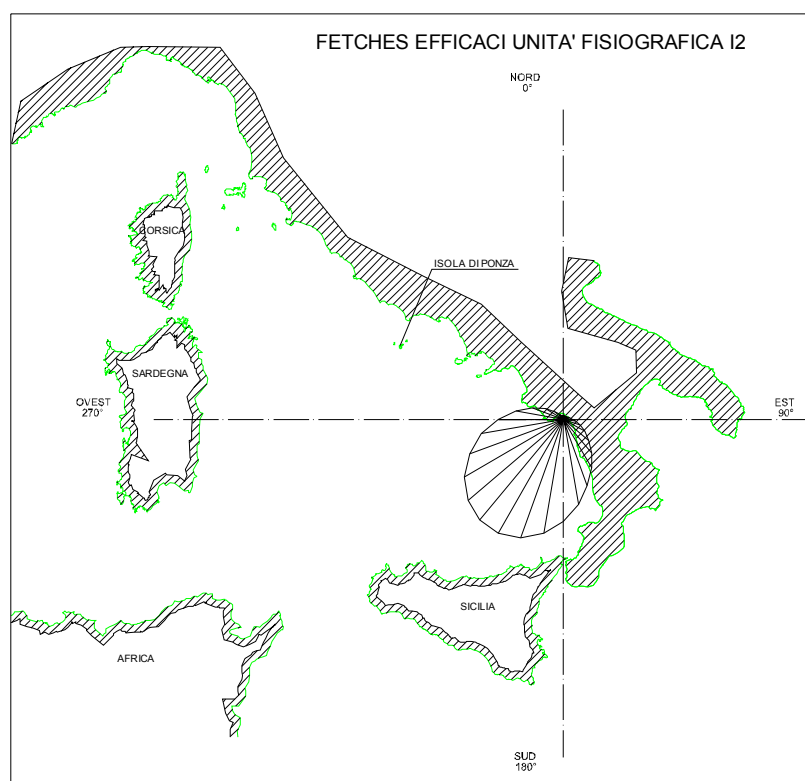 FETCHES EFFICACI UNITA' FISIOGRAFICA I2
NORD
0°
CORSICA
ISOLA DI PONZA
SARDEGNA
OVEST
270°
EST
90°
SICILIA
AFRICA
SUD
180°